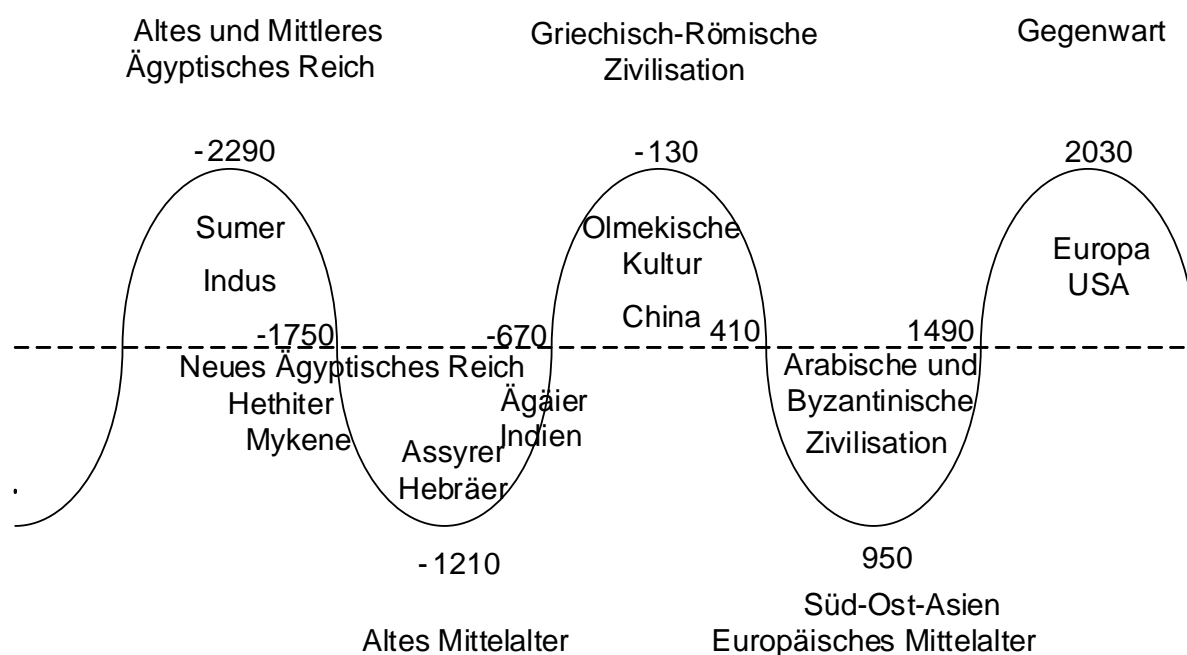 Altes und Mittleres
Ägyptisches Reich
Griechisch-Römische
Zivilisation
Gegenwart
-2290
-130
2030
Sumer
Indus
Olmekische
Kultur
China
Europa
USA
-1750
-670
410
1490
Neues Ägyptisches Reich
Hethiter
Mykene
Ägäier
Indien
Assyrer
Hebräer
Arabische und
Byzantinische
Zivilisation
-1210
950
Süd-Ost-Asien
Altes Mittelalter
Europäisches Mittelalter